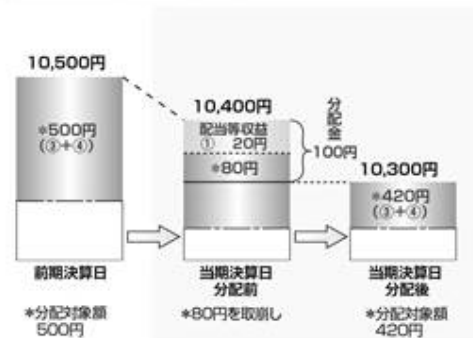 10,500円
*500円
(③+④)
前期決算日
*分配対象額
500円
10,400円
配当等収益
① 20円
*80円
分配金
100円
当期決算日
分配前
*80円を取崩し
10,300円
*420円
(③+④)
当期決算日
分配後
*分配対象額
420円